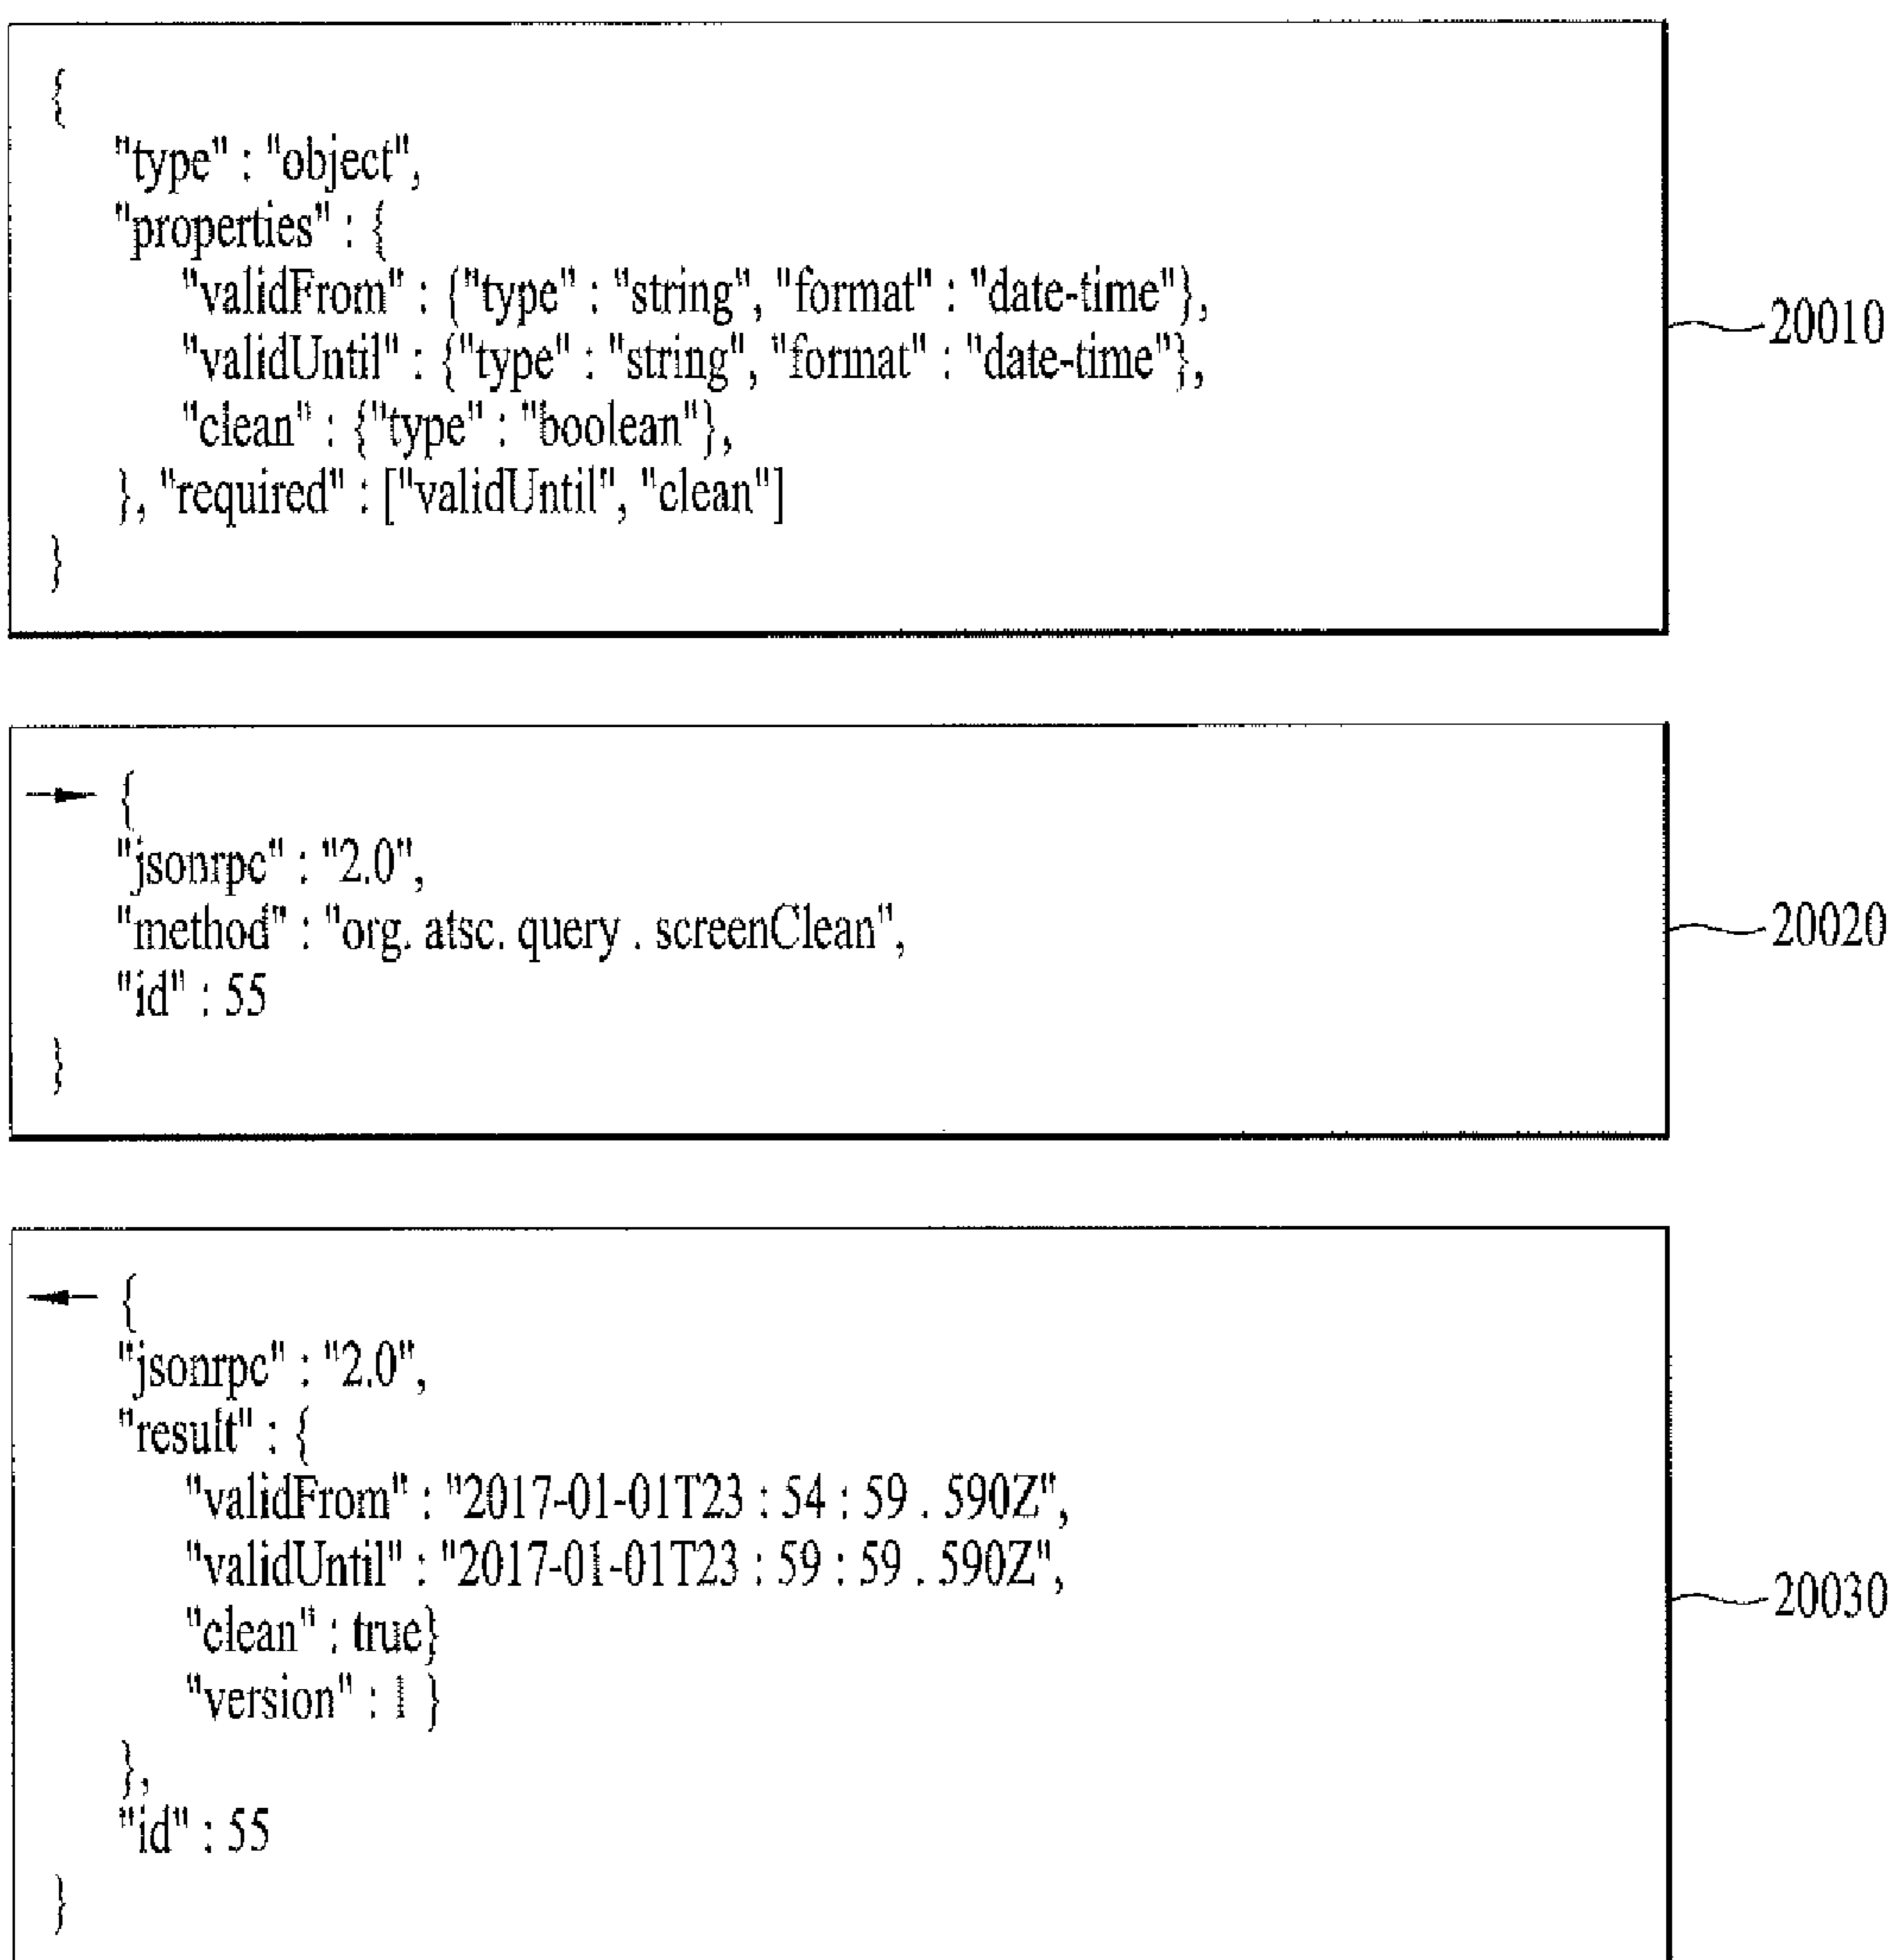 {
"type" : "object",
"properties" : {
"validFrom" : {"type" : "string", "format" : "date-time"},
"validUntil" : {"type" : "string", "format" : "date-time"},
"clean" : {"type" : "boolean"},
}, "required" : ["validUntil", "clean"]
}
20010
{
"jsonrpc" : "2.0",
"method" : "org. atsc. query . screenClean",
"id" : 55
}
20020
{
"jsonrpc" : "2.0",
"result" : {
"validFrom" : "2017-01-01T23 : 54 : 59 . 590Z",
"validUntil" : "2017-01-01T23 : 59 : 59 . 590Z",
"clean" : true}
"version" : 1 }
},
"id" : 55
}
20030